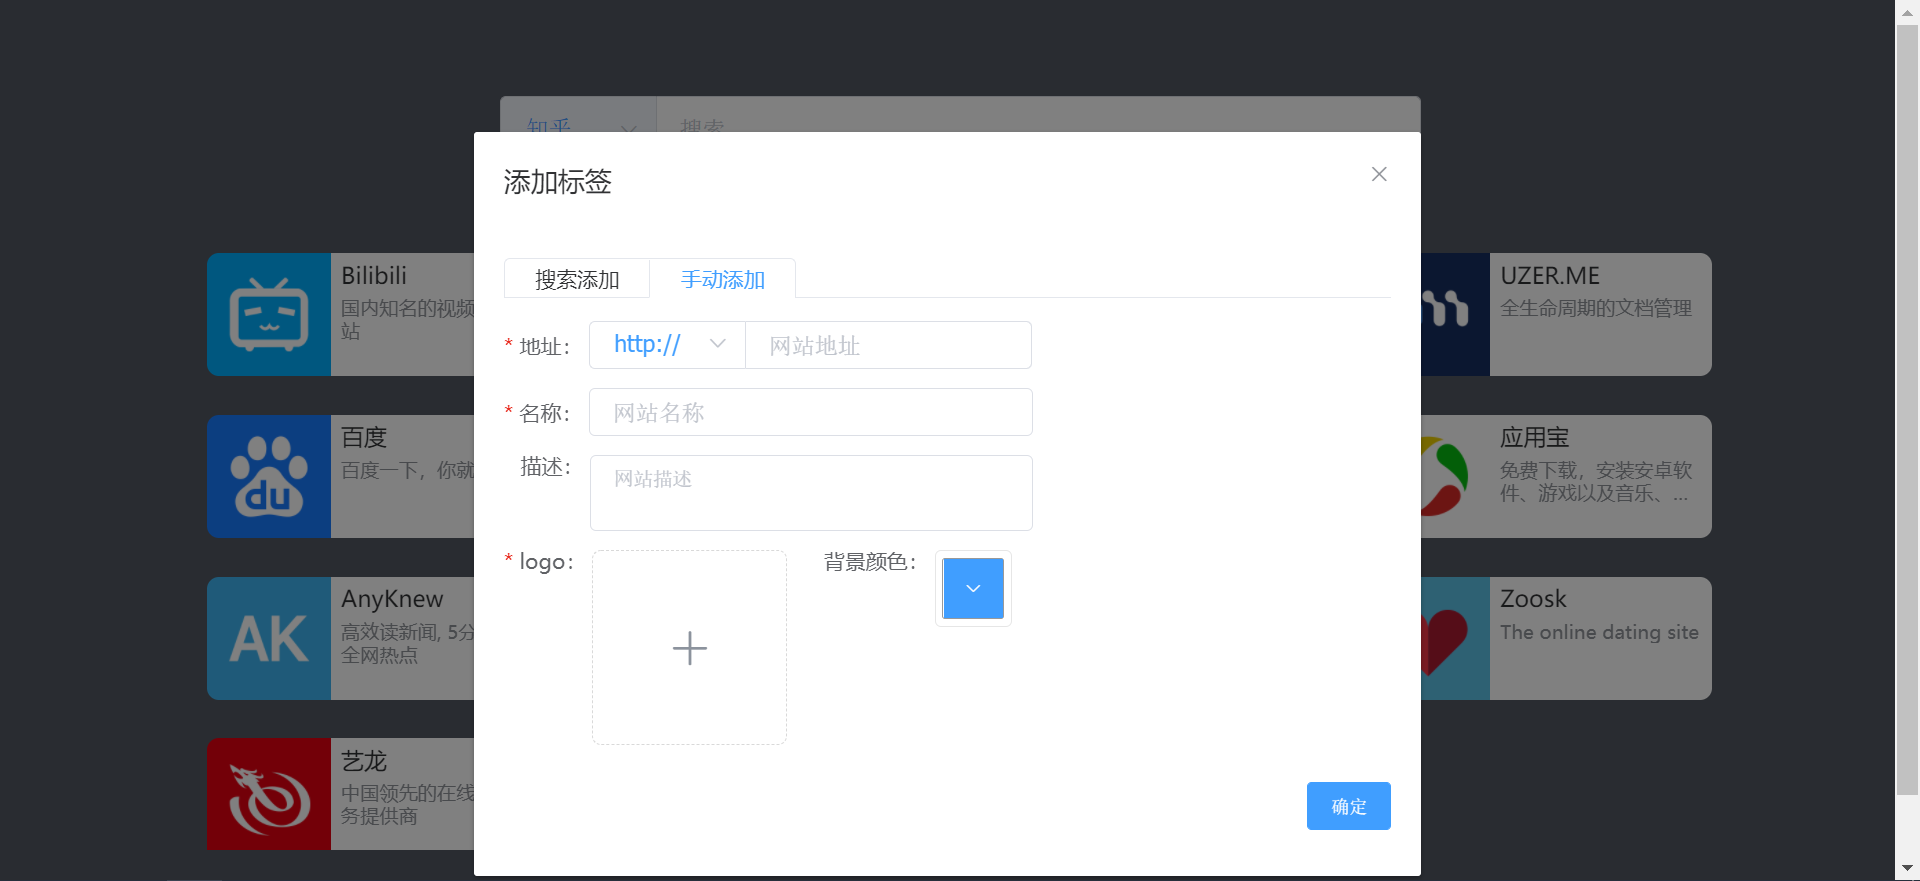 知乎
搜索
添加标签
搜索添加
手动添加
* 地址：
http://
网站地址
* 名称：
网站名称
描述：
网站描述
* logo：
背景颜色：
确定
Bilibili
国内知名的视频
站
du
百度
百度一下，你就
AK
AnyKnew
高效读新闻, 5分
全网热点
艺龙
中国领先的在线
务提供商
UZER.ME
全生命周期的文档管理
应用宝
免费下载，安装安卓软
件、游戏以及音乐、...
Zoosk
The online dating site